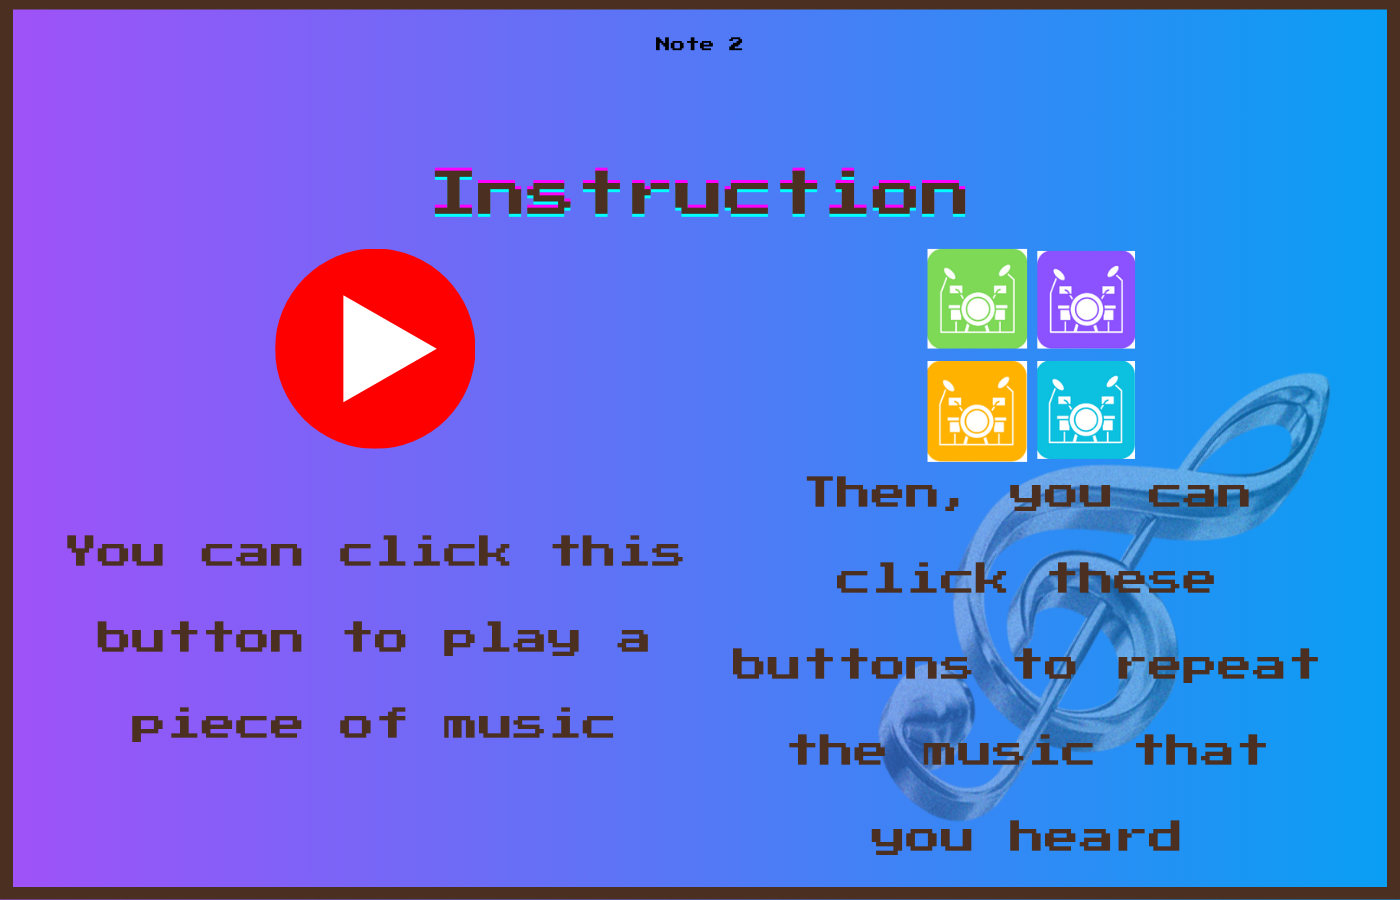 Note 2
Instruction
You can click this
button to play a
piece of music
Then, you can
click these
buttons to repeat
the music that
you heard